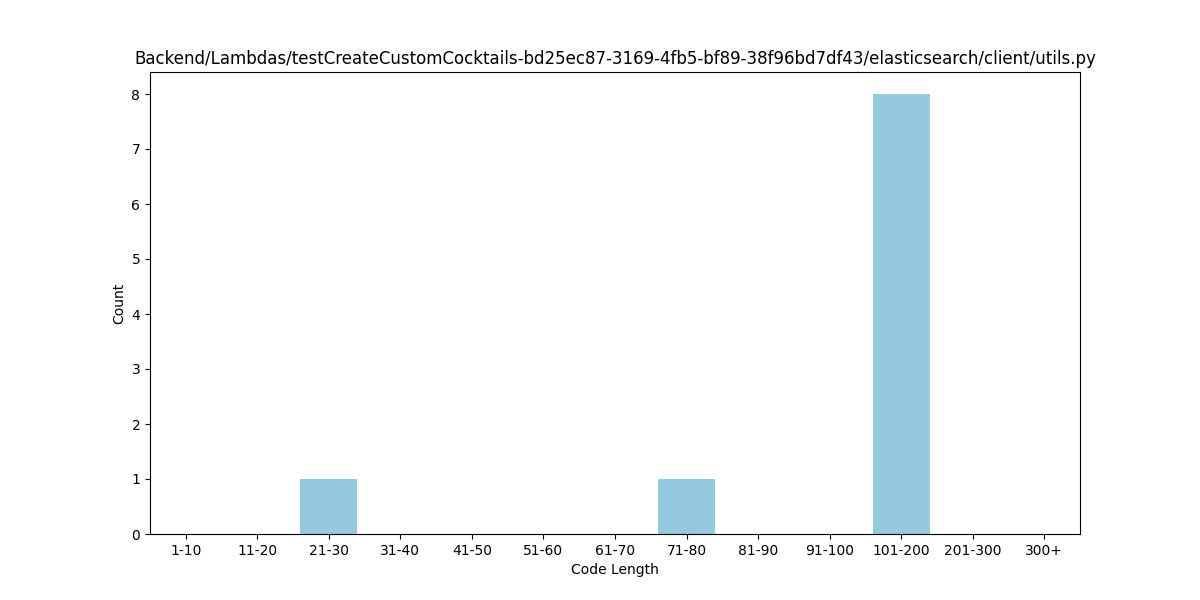 Backend/Lambdas/testCreateCustomCocktails-bd25ec87-3169-4fb5-bf89-38f96bd7df43/elasticsearch/client/utils.py
8
7
6
5
4
3
2
1
0
Count
1-10 11-20 21-30 31-40 41-50 51-60 61-70 71-80 81-90 91-100 101-200 201-300 300+
Code Length